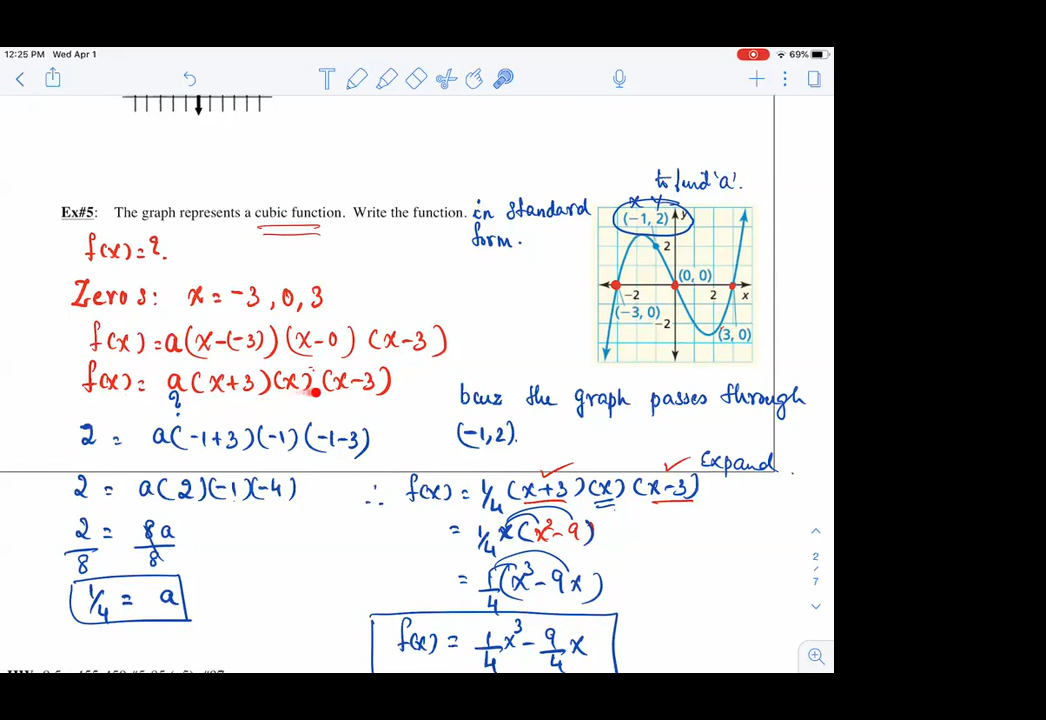 12:25 PM Wed Apr 1
69%
to find 'a'.
x y
Ex#5: The graph represents a cubic function. Write the function. in standard
form.
(−1, 2) y
2
(0, 0)
−2 2 x
(−3, 0)
−2
(3, 0)
f(x)=?
Zeros: x = −3, 0, 3
f(x) = a(x−(−3))(x−0)(x−3)
f(x) = a(x+3)(x)(x−3)
?
2 = a(−1+3)(−1)(−1−3)
2 = a(2)(−1)(−4)
2/8 = 8a/8
1/4 = a
bcuz the graph passes through
(−1,2).
Expand.
∴ f(x) = 1/4 (x+3)(x)(x−3)
= 1/4 x(x²−9)
= 1/4 (x³−9x)
f(x) = 1/4 x³ − 9/4 x
2
/
7